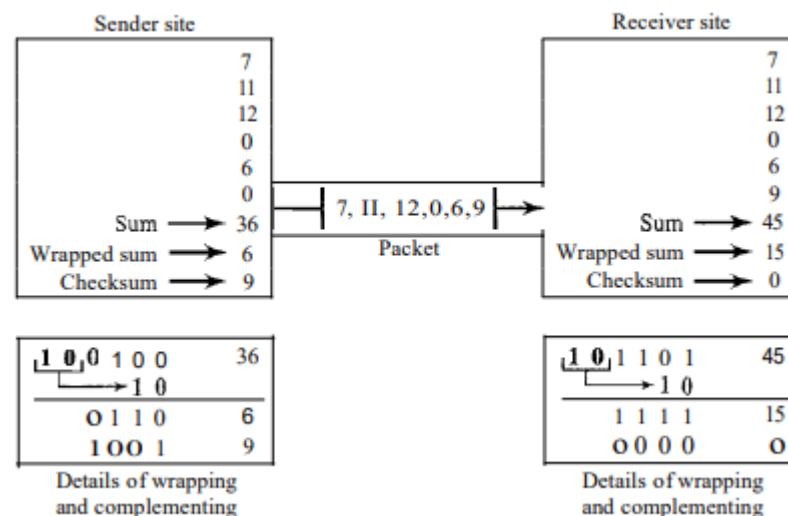 Sender site
7
11
12
0
6
0
Sum 36
Wrapped sum 6
Checksum 9
7, II, 12,0,6,9
Packet
Receiver site
7
11
12
0
6
9
Sum 45
Wrapped sum 15
Checksum 0
1 0 0 1 0 0 36
1 0
0 1 1 0 6
1 0 0 1 9
Details of wrapping
and complementing
1 0 1 1 0 1 45
1 0
1 1 1 1 15
0 0 0 0 0
Details of wrapping
and complementing